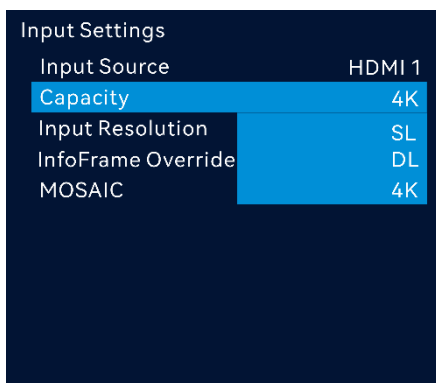 Input Settings
Input Source HDMI 1
Capacity 4K
Input Resolution SL
InfoFrame Override DL
MOSAIC 4K